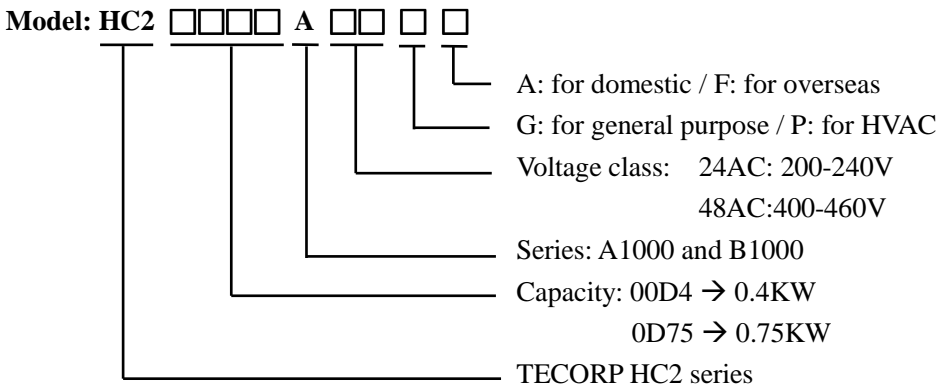 Model: HC2 □□□□ A □□ □ □
A: for domestic / F: for overseas
G: for general purpose / P: for HVAC
Voltage class: 24AC: 200-240V
48AC:400-460V
Series: A1000 and B1000
Capacity: 00D4 → 0.4KW
0D75 → 0.75KW
TECORP HC2 series